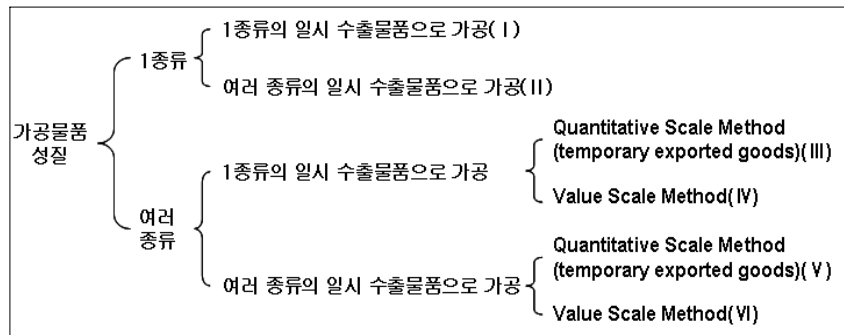 1종류의 일시 수출물품으로 가공(Ⅰ)
1종류
여러 종류의 일시 수출물품으로 가공(II)
가공물품
성질
Quantitative Scale Method
(temporary exported goods)(Ⅲ)
1종류의 일시 수출물품으로 가공
Value Scale Method(Ⅳ)
여러
종류
Quantitative Scale Method
(temporary exported goods)(Ⅴ)
여러 종류의 일시 수출물품으로 가공
Value Scale Method(Ⅵ)